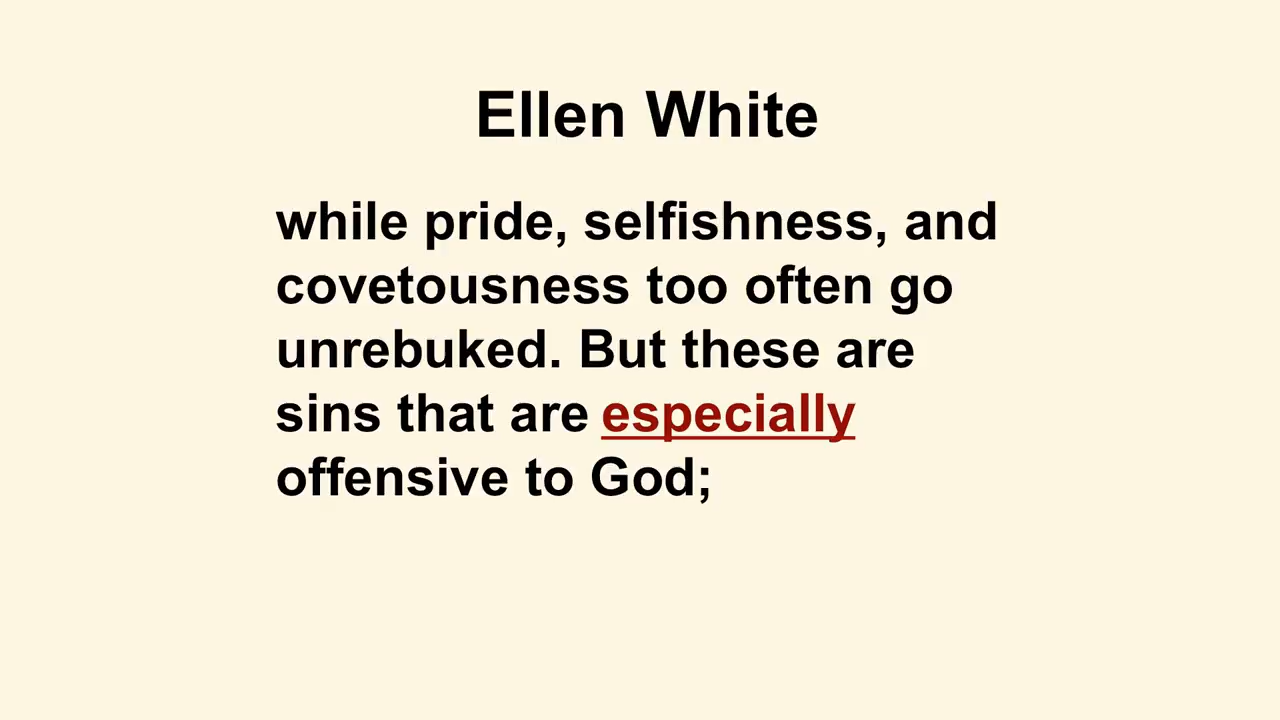 Ellen White
while pride, selfishness, and
covetousness too often go
unrebuked. But these are
sins that are especially
offensive to God;